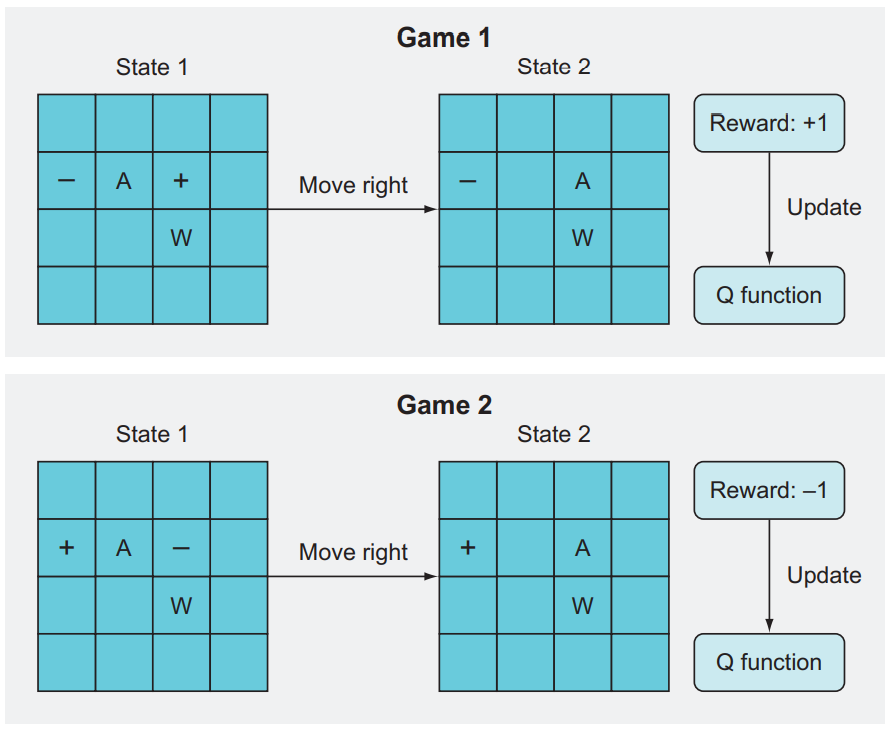 Game 1
State 1
State 2
– A +
W
Move right
– A
W
Reward: +1
Update
Q function
Game 2
State 1
State 2
+ A –
W
Move right
+ A
W
Reward: –1
Update
Q function